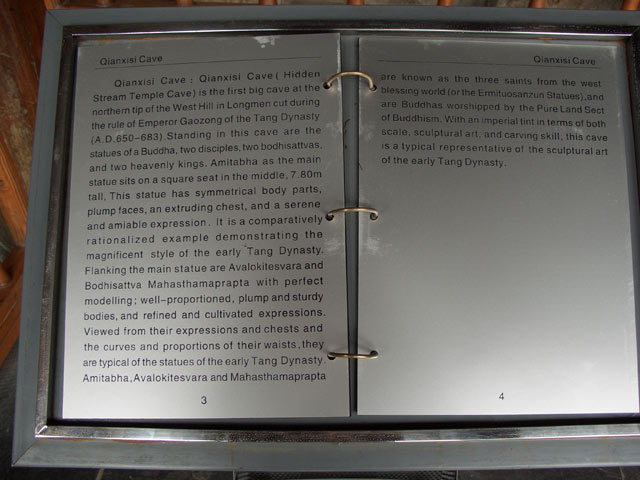 Qianxisi Cave
Qianxisi Cave : Qianxisi Cave ( Hidden
Stream Temple Cave) is the first big cave at the
northern tip of the West Hill in Longmen cut during
the rule of Emperor Gaozong of the Tang Dynasty
(A.D.650–683).Standing in this cave are the
statues of a Buddha, two disciples, two bodhisattvas,
and two heavenly kings. Amitabha as the main
statue sits on a square seat in the middle, 7.80m
tall. This statue has symmetrical body parts,
plump faces, an extruding chest, and a serene
and amiable expression. It is a comparatively
rationalized example demonstrating the
magnificent style of the early Tang Dynasty.
Flanking the main statue are Avalokitesvara and
Bodhisattva Mahasthamaprapta with perfect
modelling; well–proportioned, plump and sturdy
bodies, and refined and cultivated expressions.
Viewed from their expressions and chests and
the curves and proportions of their waists, they
are typical of the statues of the early Tang Dynasty.
Amitabha, Avalokitesvara and Mahasthamaprapta
3
Qianxisi Cave
are known as the three saints from the west
blessing world (or the Ermituosanzun Statues), and
are Buddhas worshipped by the Pure Land Sect
of Buddhism. With an imperial tint in terms of both
scale, sculptural art, and carving skill, this cave
is a typical representative of the sculptural art
of the early Tang Dynasty.
4